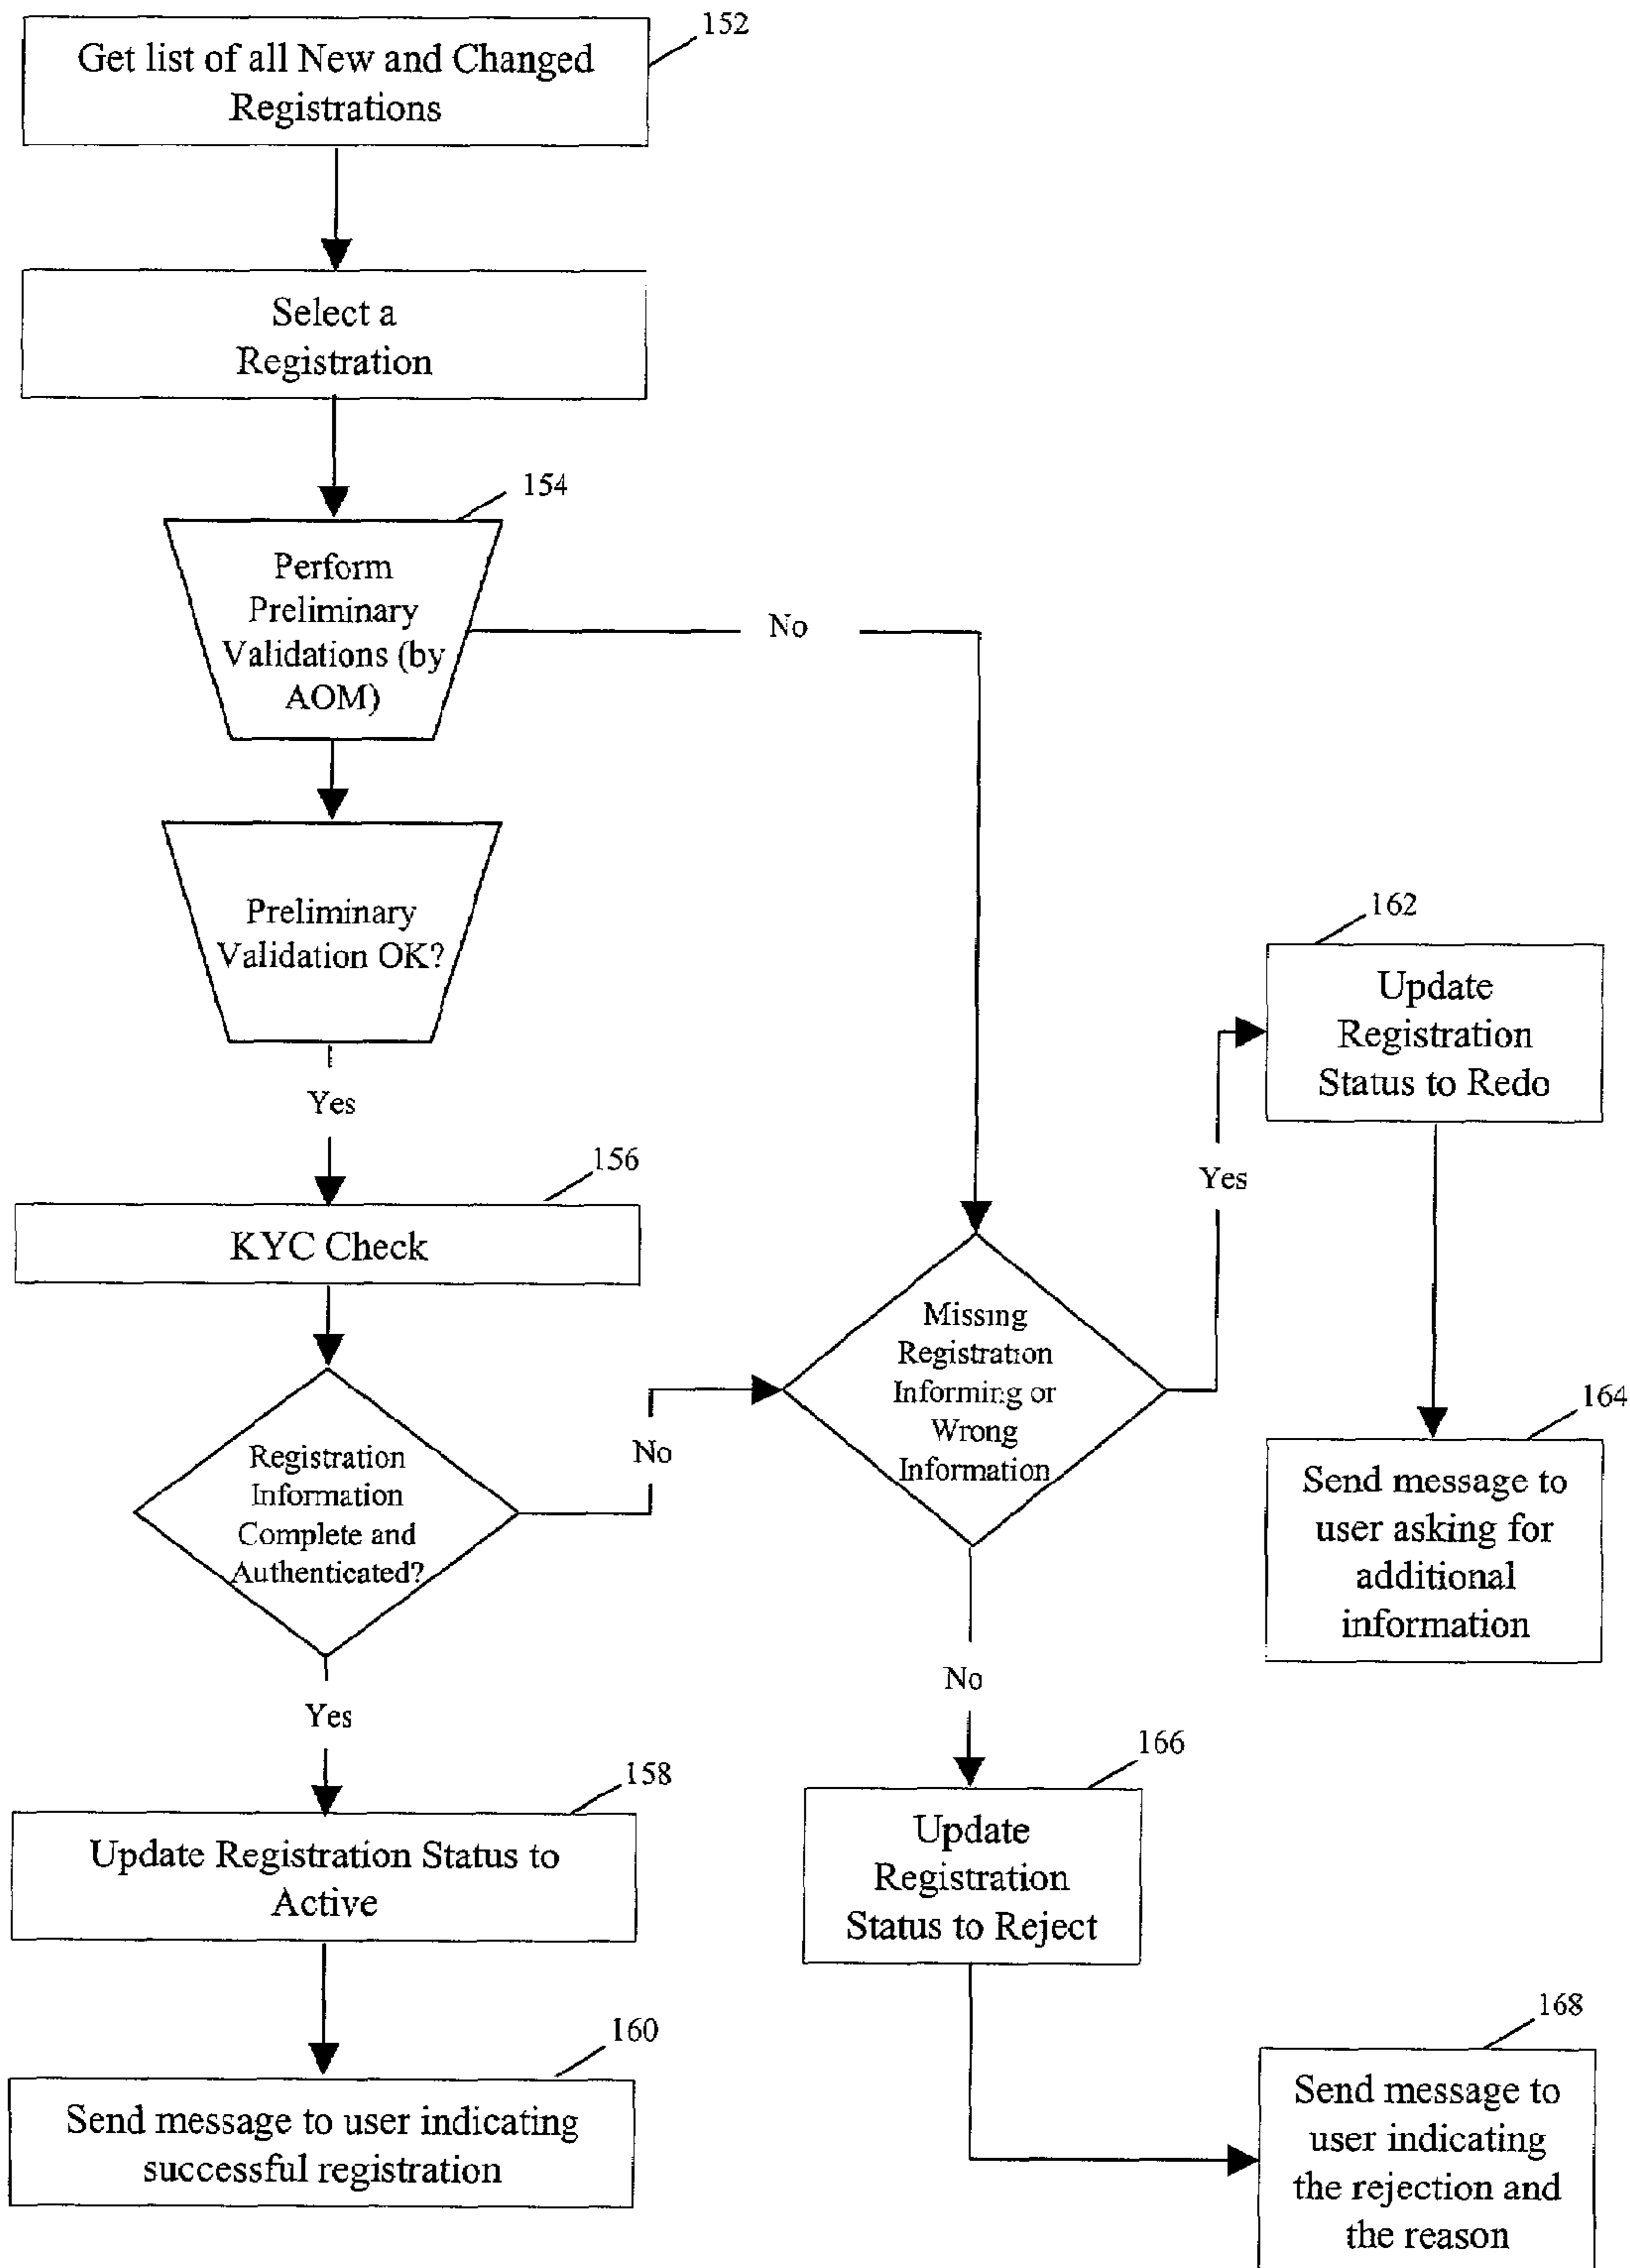 152
Get list of all New and Changed
Registrations
Select a
Registration
154
Perform
Preliminary
Validations (by
AOM)
No
Preliminary
Validation OK?
Yes
156
KYC Check
Registration
Information
Complete and
Authenticated?
No
Yes
158
Update Registration Status to
Active
160
Send message to user indicating
successful registration
Missing
Registration
Informing or
Wrong
Information
Yes
162
Update
Registration
Status to Redo
164
Send message to
user asking for
additional
information
No
166
Update
Registration
Status to Reject
168
Send message to
user indicating
the rejection and
the reason